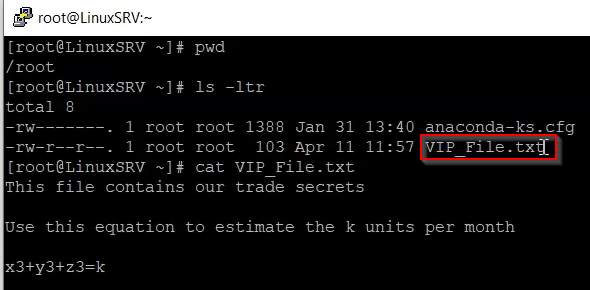 root@LinuxSRV:~
[root@LinuxSRV ~]# pwd
/root
[root@LinuxSRV ~]# ls -ltr
total 8
-rw-------. 1 root root 1388 Jan 31 13:40 anaconda-ks.cfg
-rw-r--r--. 1 root root  103 Apr 11 11:57 VIP_File.txt
[root@LinuxSRV ~]# cat VIP_File.txt
This file contains our trade secrets
Use this equation to estimate the k units per month
x3+y3+z3=k